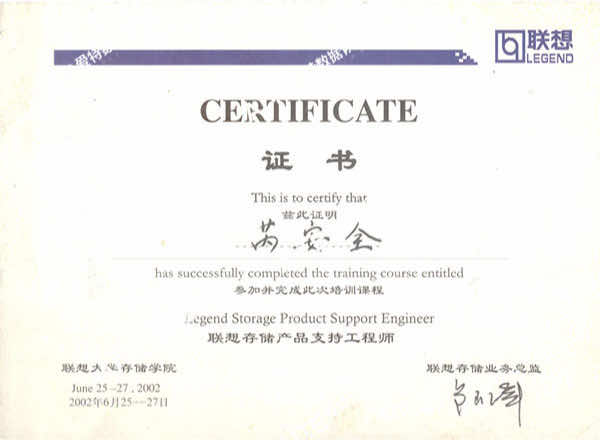 联想
LEGEND
CERTIFICATE
证 书
This is to certify that
兹此证明
苪安全
has successfully completed the training course entitled
参加并完成此次培训课程
Legend Storage Product Support Engineer
联想存储产品支持工程师
联想大学存储学院
联想存储业务总监
June 25-27 , 2002
2002年6月25一27日